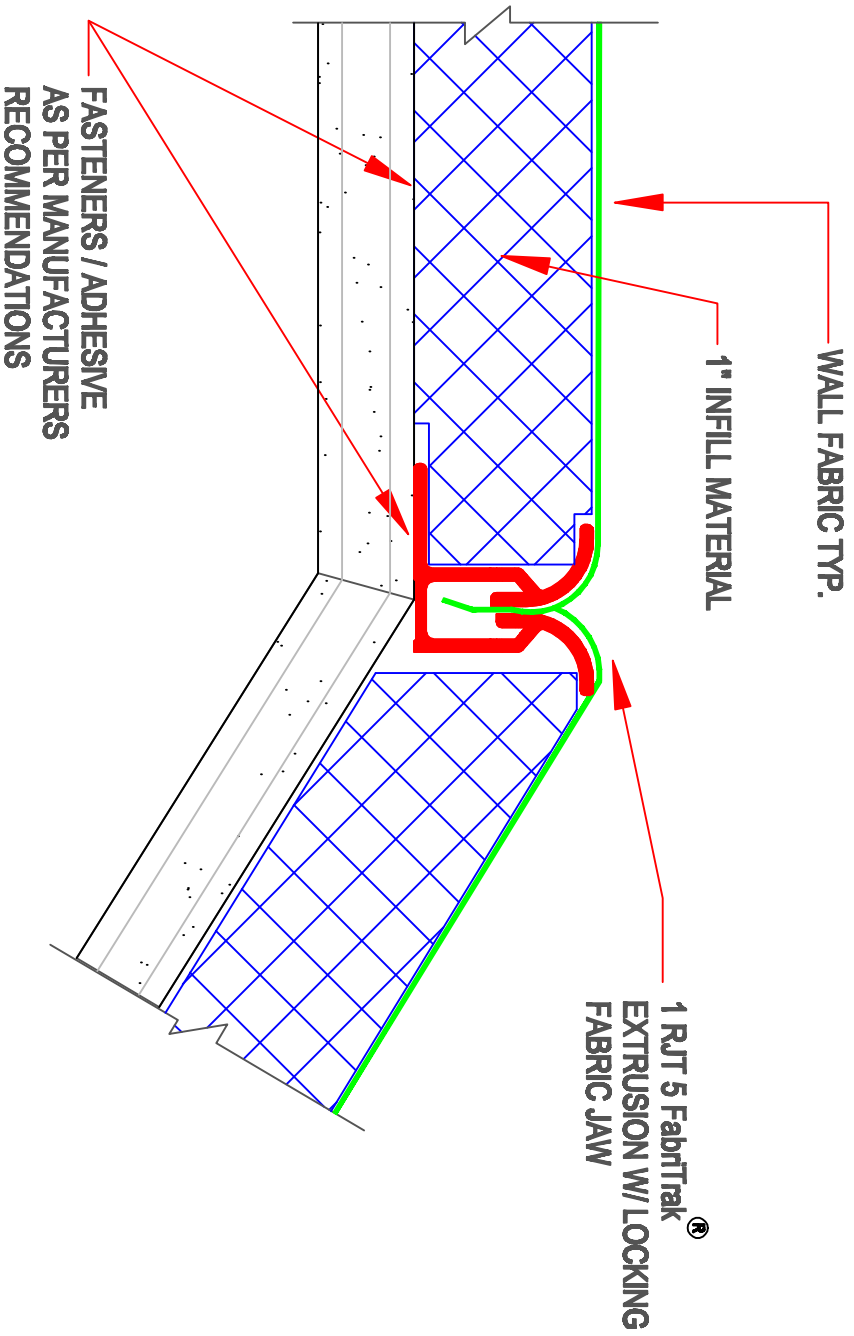 WALL FABRIC TYP.
1" INFILL MATERIAL
1 RJT 5 FabriTrak®
EXTRUSION W/ LOCKING
FABRIC JAW
FASTENERS / ADHESIVE
AS PER MANUFACTURERS
RECOMMENDATIONS